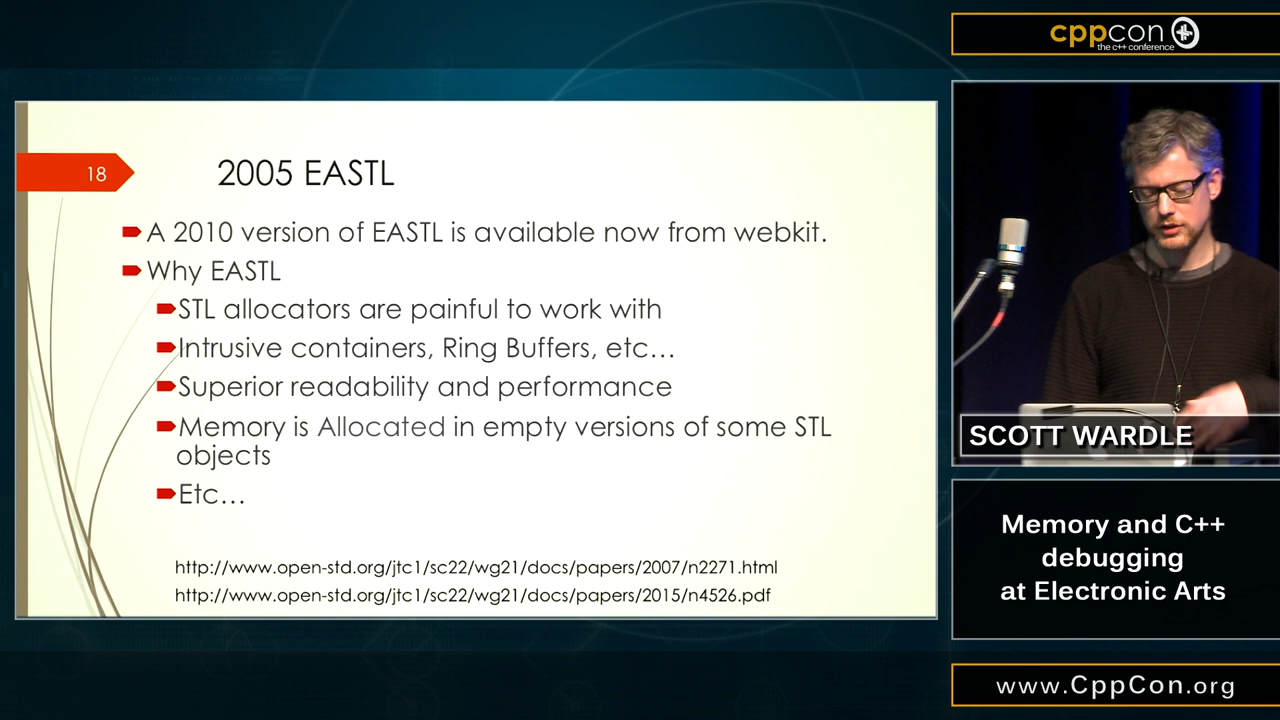 cppcon
the c++ conference
18
2005 EASTL
A 2010 version of EASTL is available now from webkit.
Why EASTL
STL allocators are painful to work with
Intrusive containers, Ring Buffers, etc…
Superior readability and performance
Memory is Allocated in empty versions of some STL
objects
Etc…
http://www.open-std.org/jtc1/sc22/wg21/docs/papers/2007/n2271.html
http://www.open-std.org/jtc1/sc22/wg21/docs/papers/2015/n4526.pdf
SCOTT WARDLE
Memory and C++
debugging
at Electronic Arts
www.CppCon.org